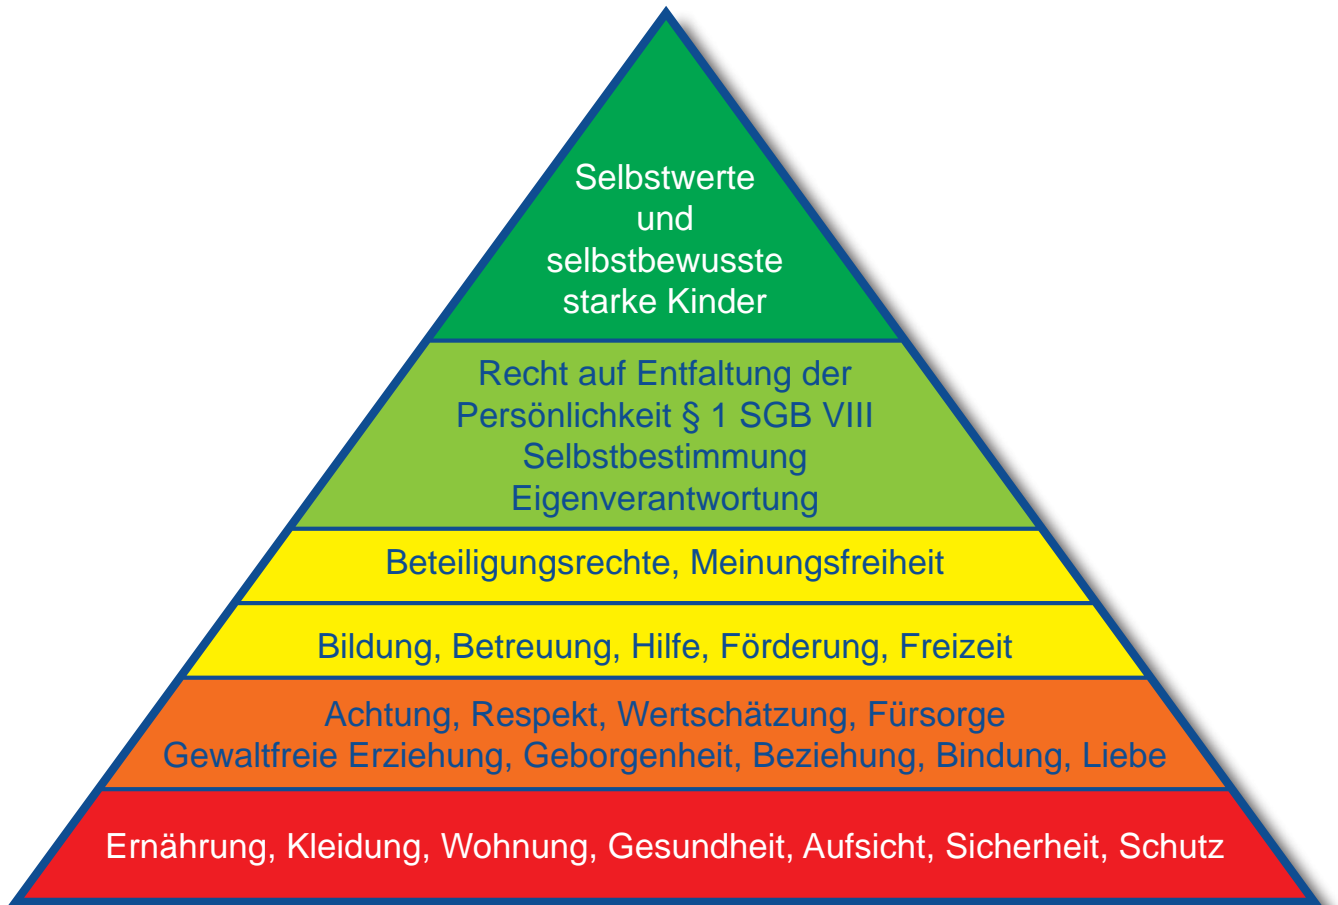 Selbstwerte
und
selbstbewusste
starke Kinder
Recht auf Entfaltung der
Persönlichkeit § 1 SGB VIII
Selbstbestimmung
Eigenverantwortung
Beteiligungsrechte, Meinungsfreiheit
Bildung, Betreuung, Hilfe, Förderung, Freizeit
Achtung, Respekt, Wertschätzung, Fürsorge
Gewaltfreie Erziehung, Geborgenheit, Beziehung, Bindung, Liebe
Ernährung, Kleidung, Wohnung, Gesundheit, Aufsicht, Sicherheit, Schutz